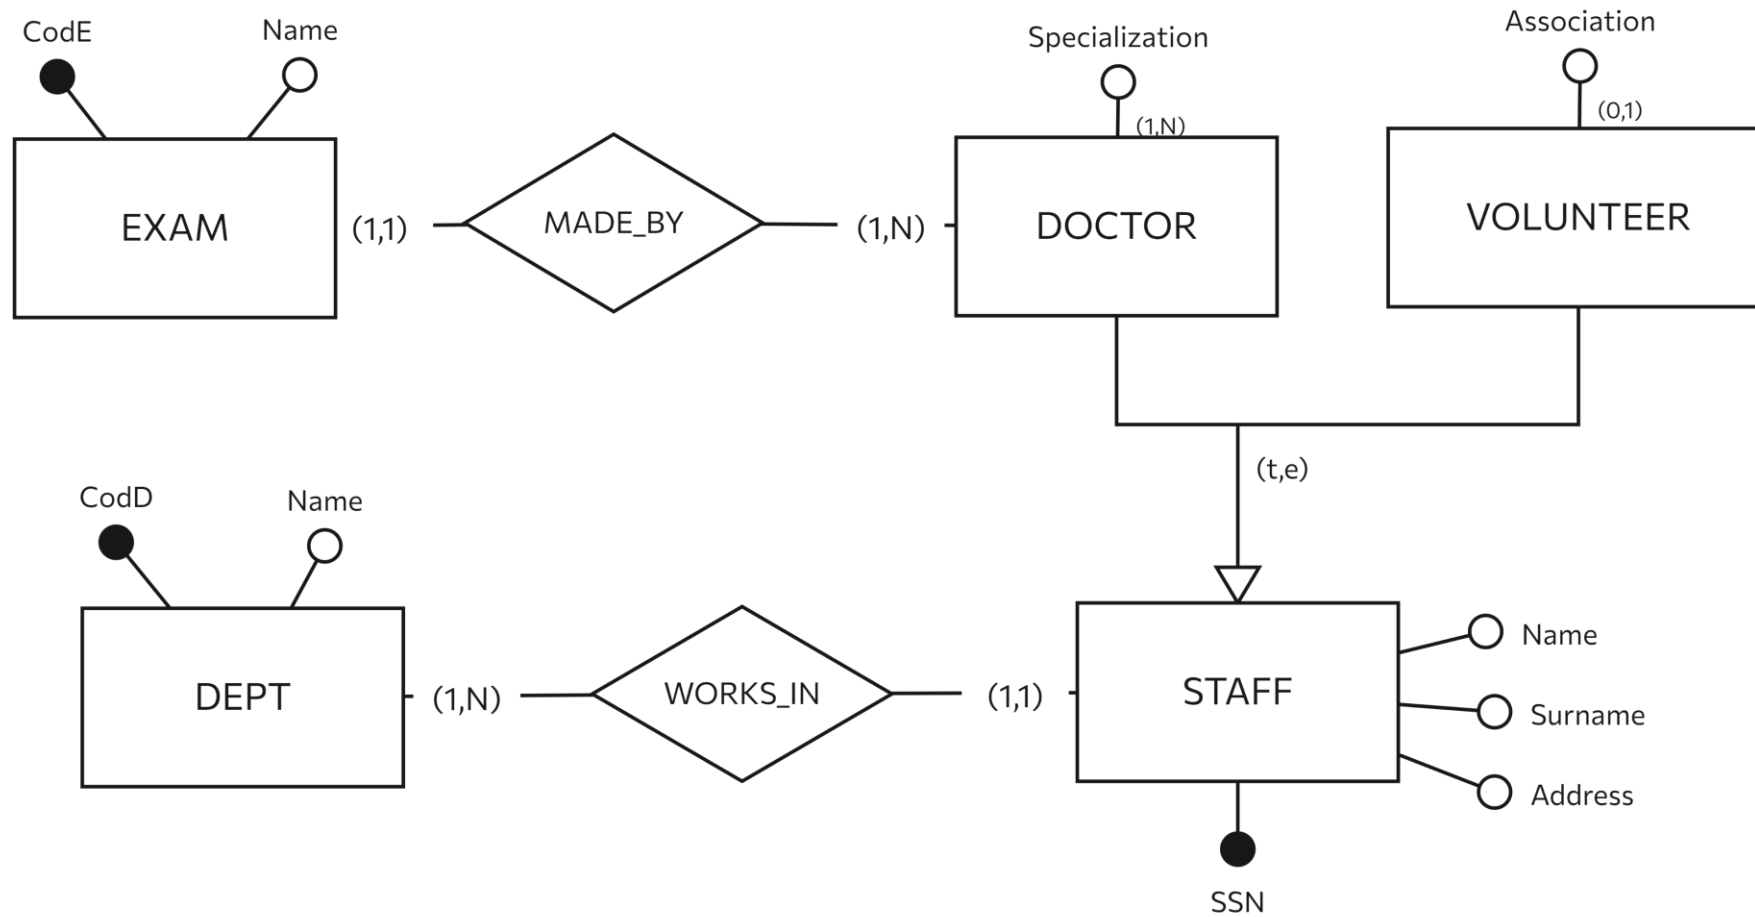 CodE
Name
Specialization
Association
(1,N)
(0,1)
EXAM
(1,1)
MADE_BY
(1,N)
DOCTOR
VOLUNTEER
(t,e)
CodD
Name
DEPT
(1,N)
WORKS_IN
(1,1)
STAFF
Name
Surname
Address
SSN